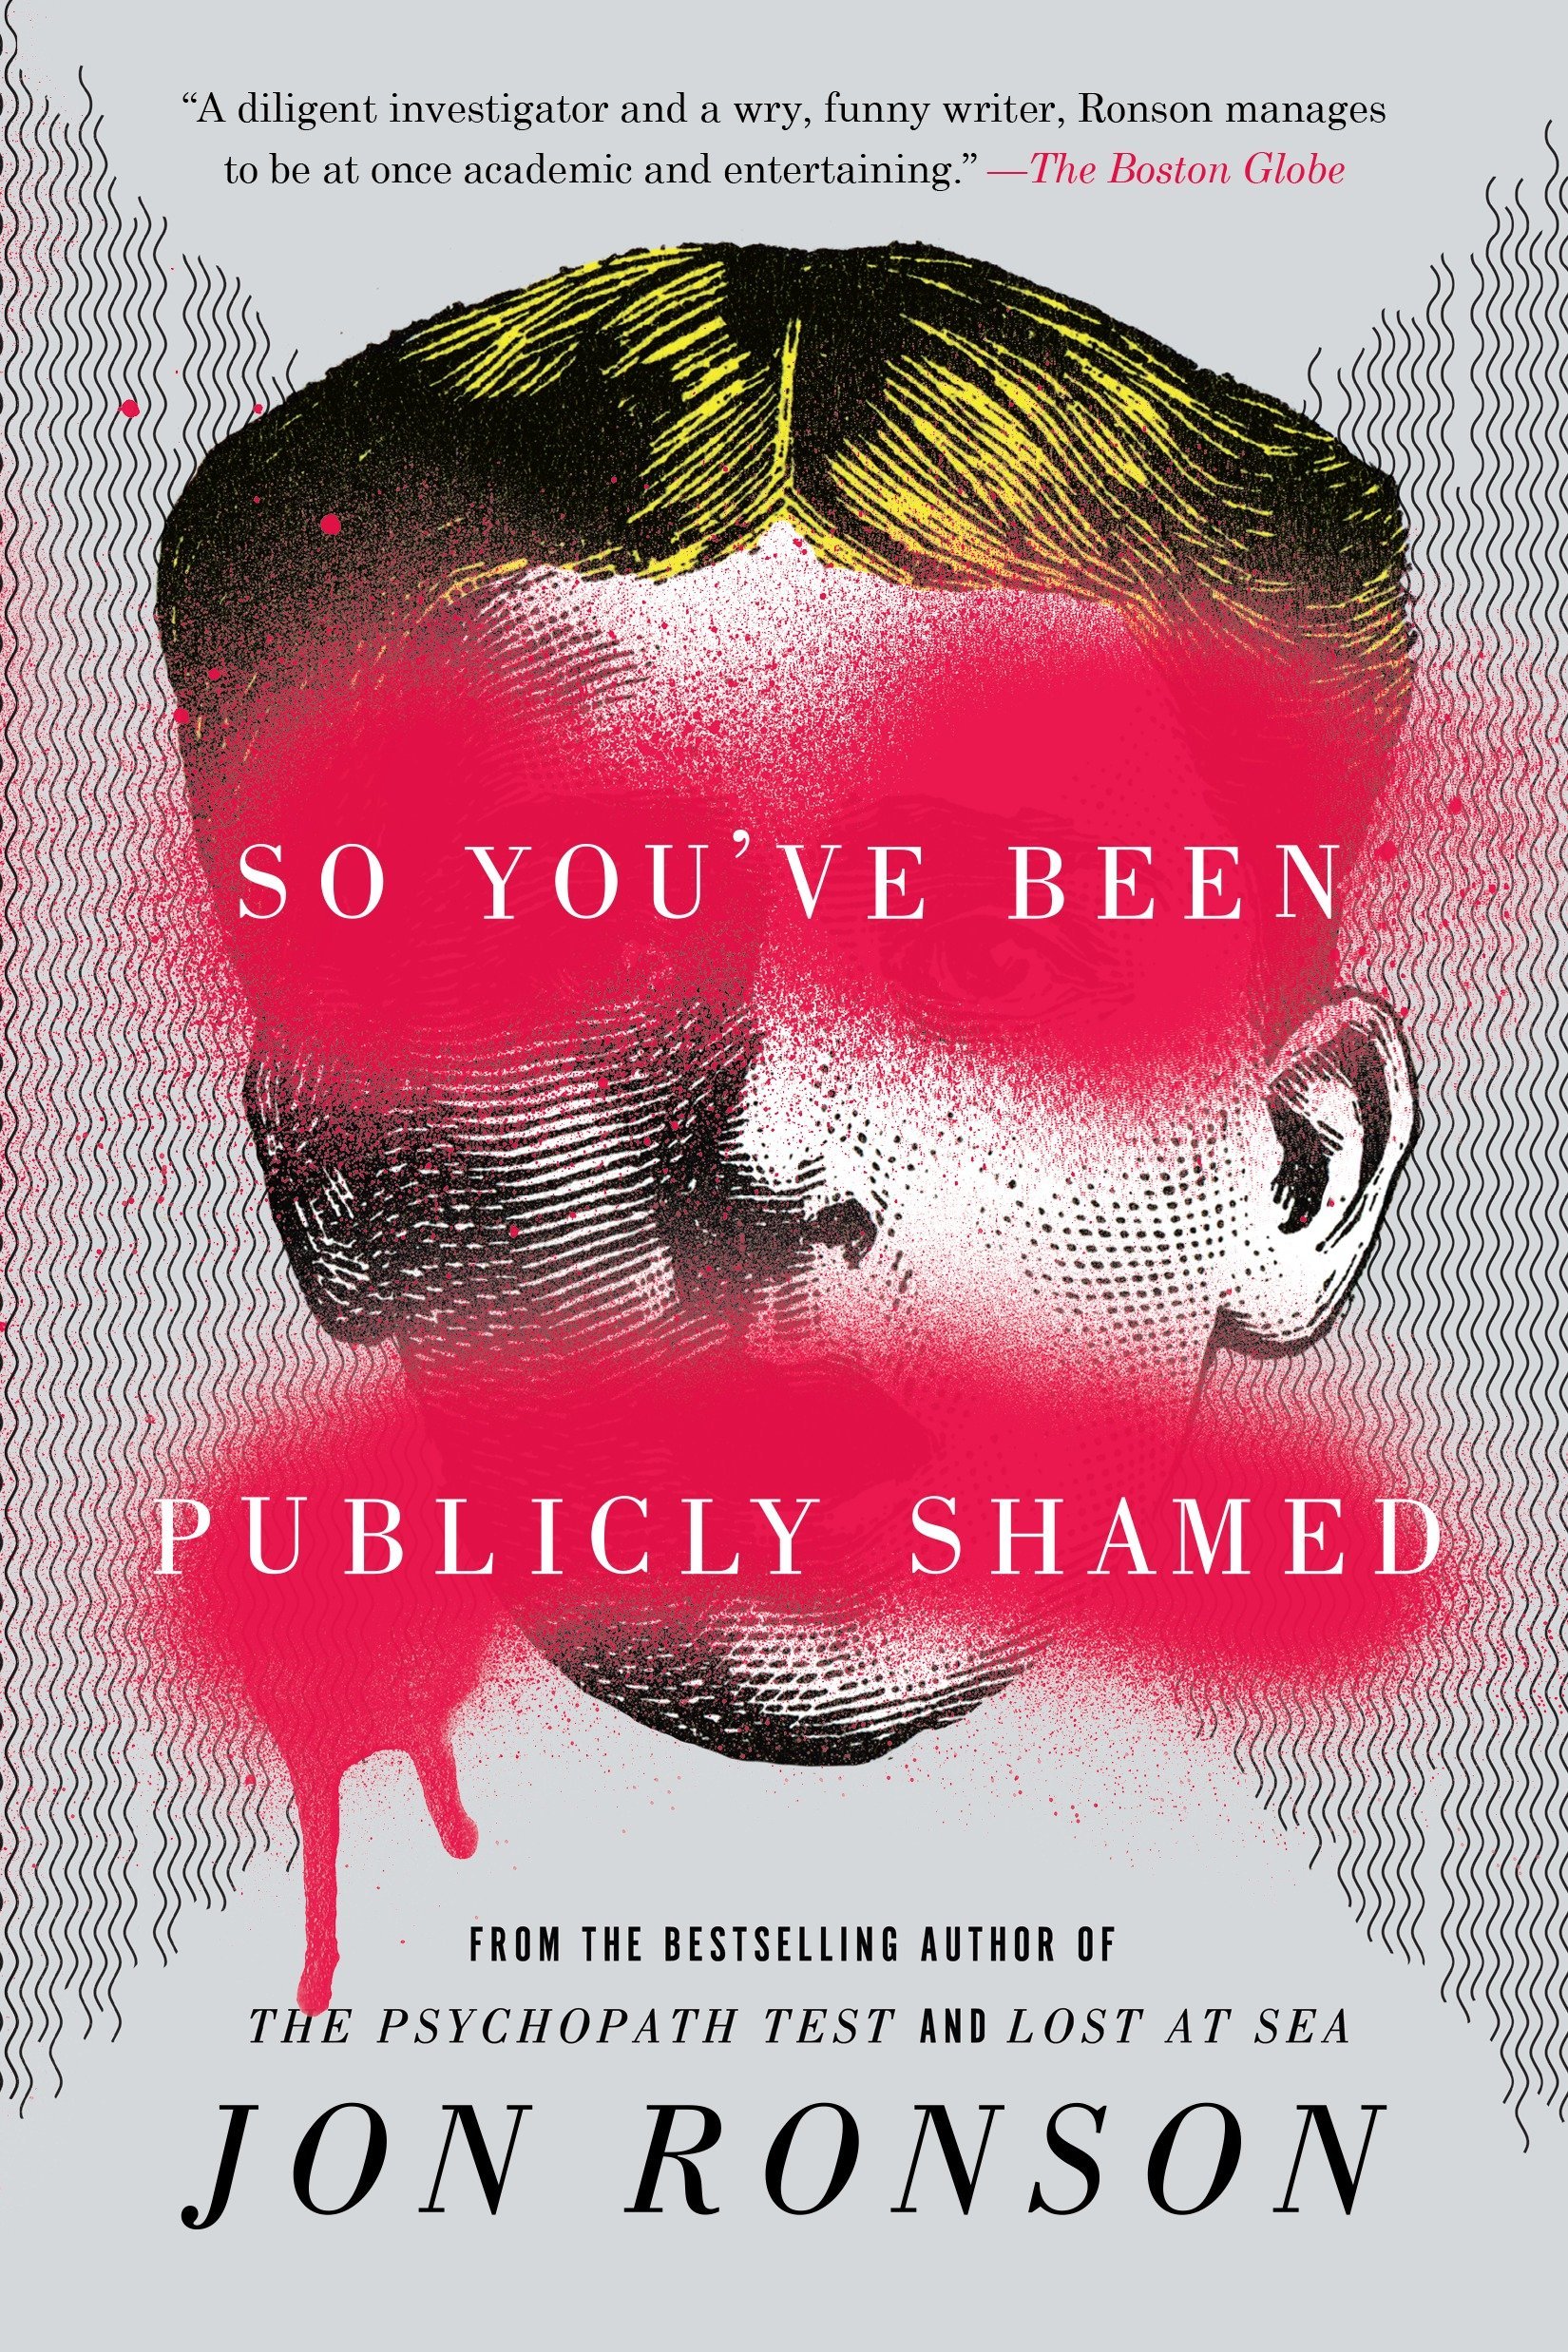 “A diligent investigator and a wry, funny writer, Ronson manages
to be at once academic and entertaining.” —The Boston Globe
SO YOU’VE BEEN
PUBLICLY SHAMED
FROM THE BESTSELLING AUTHOR OF
THE PSYCHOPATH TEST AND LOST AT SEA
JON RONSON